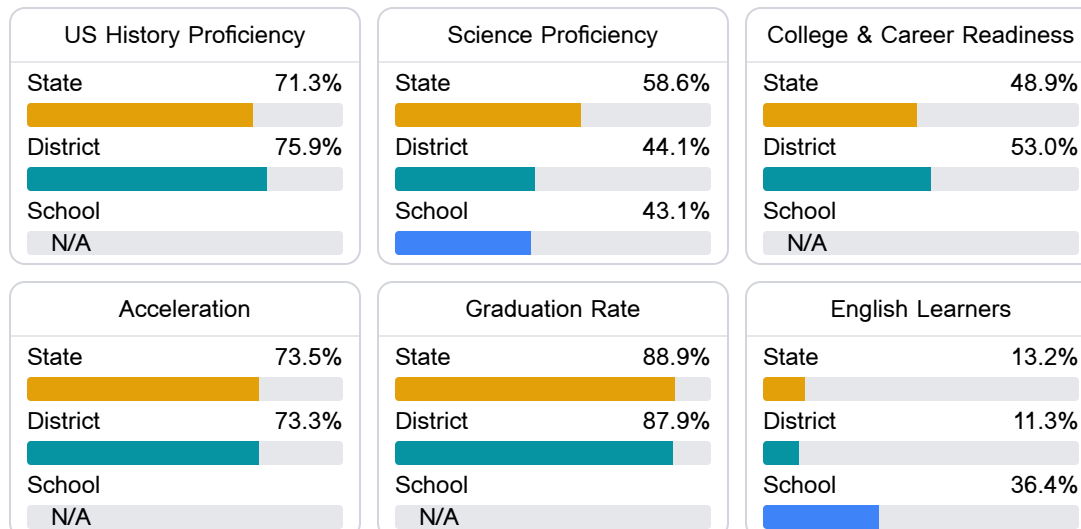 US History Proficiency
State 71.3%
District 75.9%
School
N/A
Science Proficiency
State 58.6%
District 44.1%
School 43.1%
College & Career Readiness
State 48.9%
District 53.0%
School
N/A
Acceleration
State 73.5%
District 73.3%
School
N/A
Graduation Rate
State 88.9%
District 87.9%
School
N/A
English Learners
State 13.2%
District 11.3%
School 36.4%